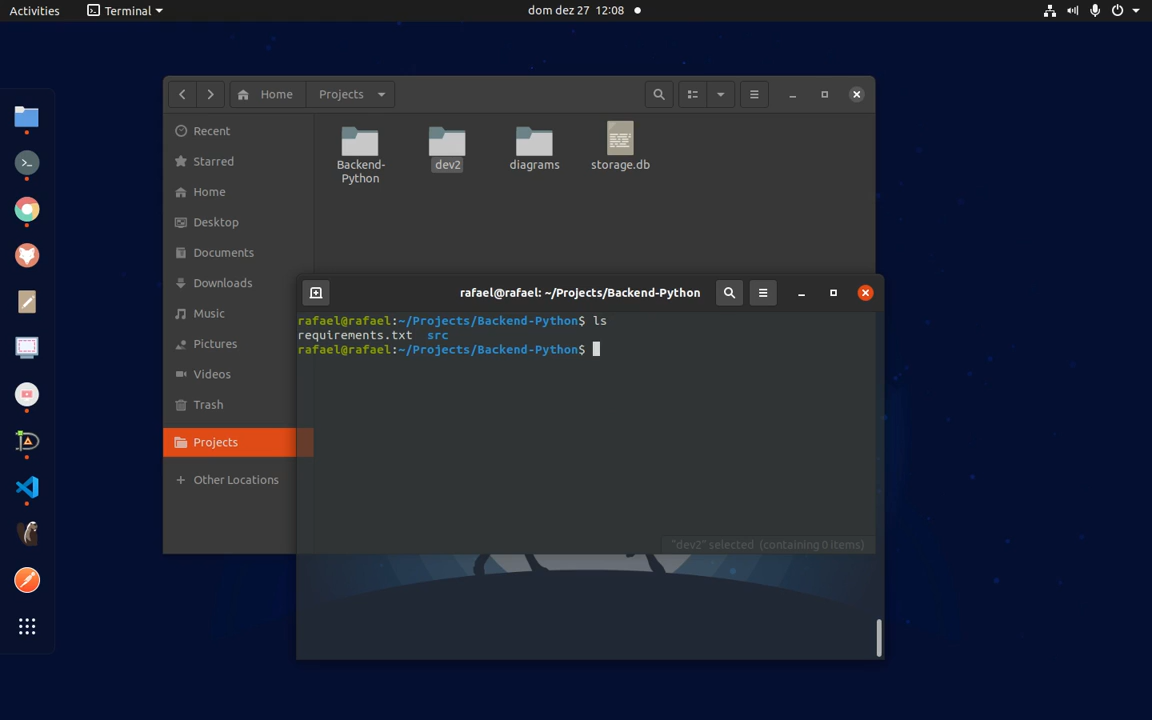 Activities
Terminal
dom dez 27 12:08
Home
Projects
Recent
Starred
Home
Desktop
Documents
Downloads
Music
Pictures
Videos
Trash
Projects
Other Locations
Backend-
Python
dev2
diagrams
storage.db
rafael@rafael: ~/Projects/Backend-Python
rafael@rafael:~/Projects/Backend-Python$ ls
requirements.txt src
rafael@rafael:~/Projects/Backend-Python$
"dev2" selected (containing 0 items)